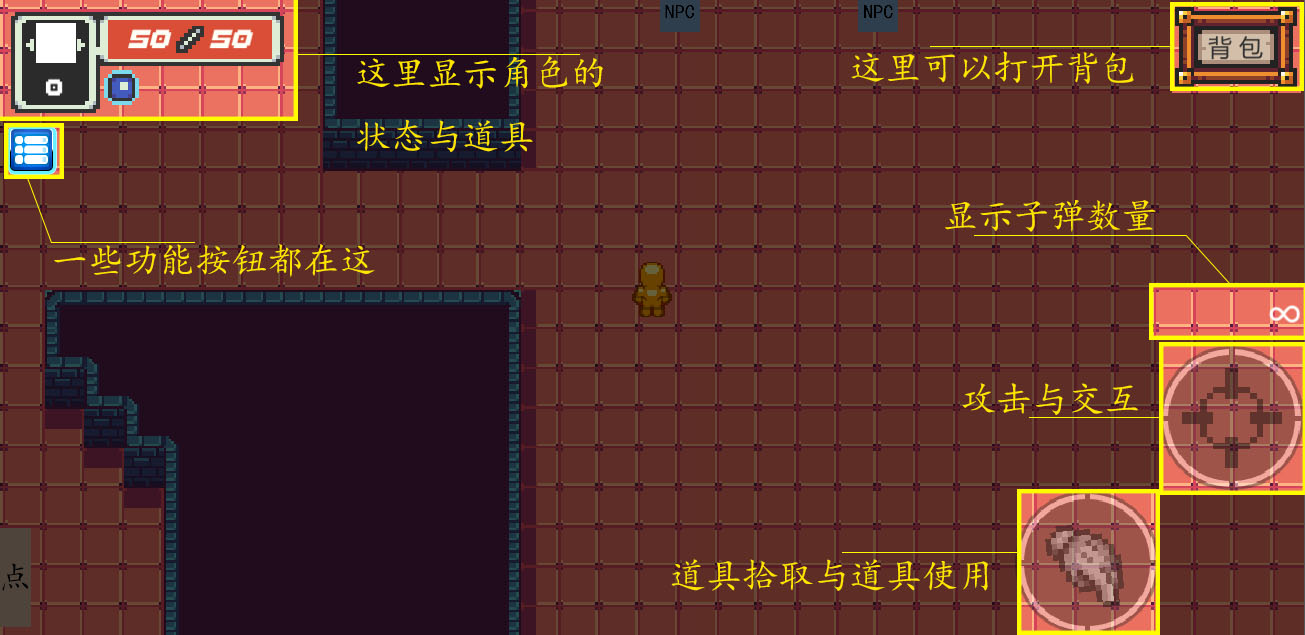 NPC
NPC
50/50
背包
这里显示角色的
状态与道具
这里可以打开背包
显示子弹数量
一些功能按钮都在这
∞
攻击与交互
道具拾取与道具使用
点